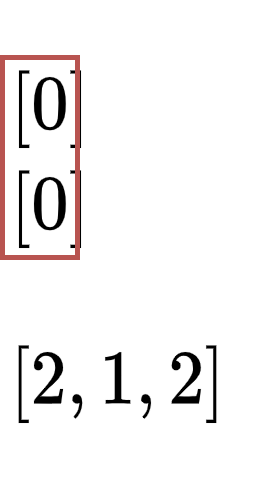 [0]
[0]
[2, 1, 2]